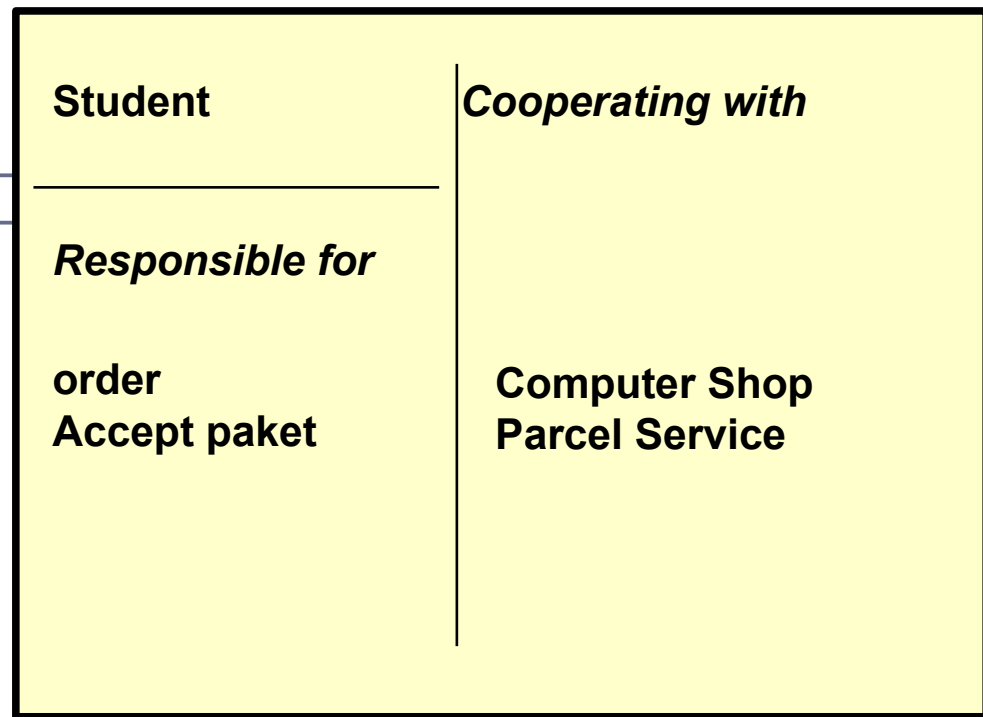 Student
Cooperating with
Responsible for
order
Accept paket
Computer Shop
Parcel Service